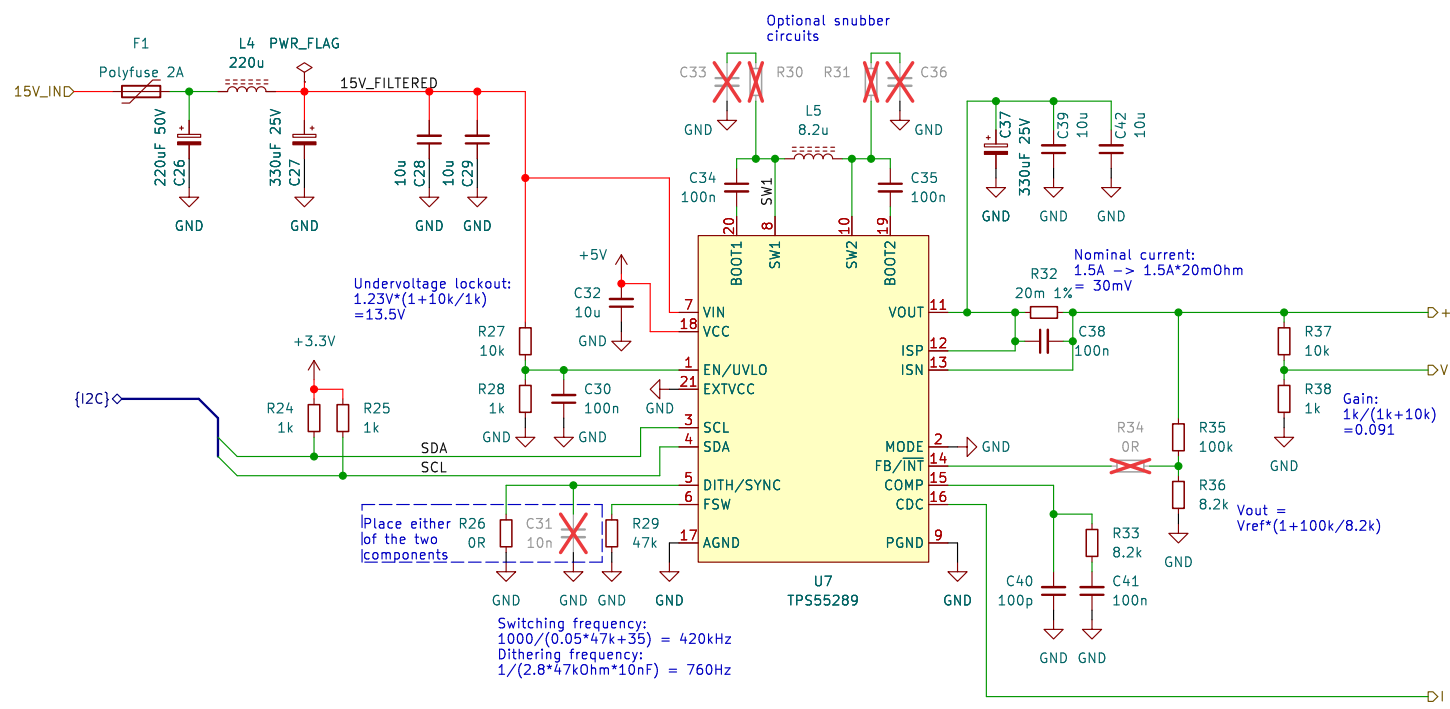 Optional snubber
circuits
F1
L4
PWR_FLAG
220u
Polyfuse 2A
15V_IN
15V_FILTERED
220uF 50V
C26
330uF 25V
C27
10u
C28
10u
C29
GND
GND
GND
GND
C33
R30
R31
C36
GND
GND
L5
8.2u
C34
100n
SW1
C35
100n
C37
330uF 25V
C39
10u
C42
10u
GND
GND
GND
20
8
10
19
BOOT1
SW1
SW2
BOOT2
+5V
C32
10u
GND
Undervoltage lockout:
1.23V*(1+10k/1k)
=13.5V
Nominal current:
1.5A -> 1.5A*20mOhm
= 30mV
R32
20m 1%
7
VIN
18
VCC
1
EN/UVLO
21
EXTVCC
3
SCL
4
SDA
5
DITH/SYNC
6
FSW
17
AGND
VOUT
11
ISP
12
ISN
13
MODE
2
FB/INT
14
COMP
15
CDC
16
PGND
9
U7
TPS55289
C38
100n
R27
10k
R28
1k
C30
100n
GND
GND
GND
+3.3V
R24
1k
R25
1k
{I2C}
SDA
SCL
GND
R34
0R
R35
100k
R36
8.2k
GND
Vout =
Vref*(1+100k/8.2k)
R37
10k
R38
1k
GND
Gain:
1k/(1k+10k)
=0.091
+
V
I
Place either
of the two
components
R26
0R
C31
10n
R29
47k
GND
GND
GND
GND
GND
Switching frequency:
1000/(0.05*47k+35) = 420kHz
Dithering frequency:
1/(2.8*47kOhm*10nF) = 760Hz
R33
8.2k
C40
100p
C41
100n
GND
GND